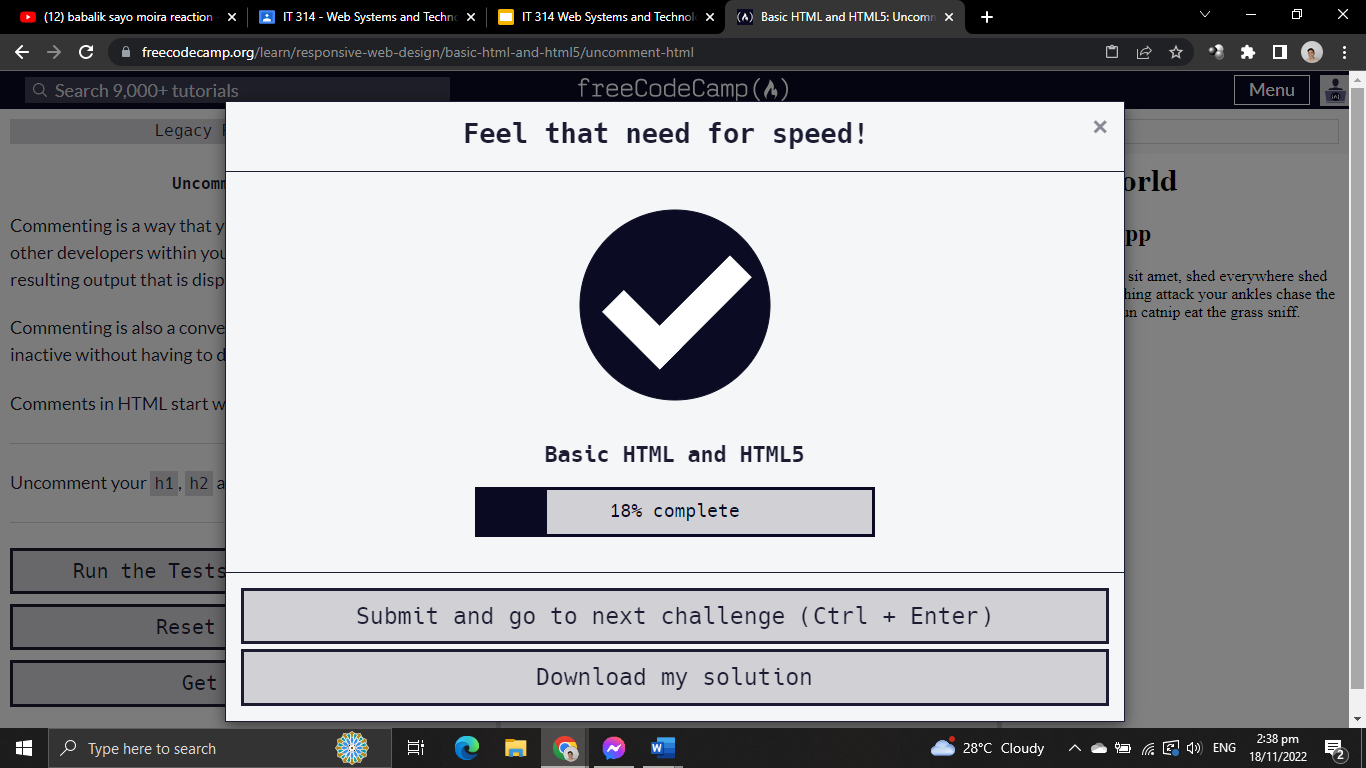 (12) babalik sayo moira reaction
IT 314 - Web Systems and Techno
IT 314 Web Systems and Technolo
Basic HTML and HTML5: Uncomm
freecodecamp.org/learn/responsive-web-design/basic-html-and-html5/uncomment-html
Search 9,000+ tutorials
freeCodeCamp
Menu
Legacy
Feel that need for speed!
×
Uncomm
orld
Commenting is a way that y
other developers within you
resulting output that is disp
pp
sit amet, shed everywhere shed
hing attack your ankles chase the
un catnip eat the grass sniff.
Commenting is also a conve
inactive without having to d
Comments in HTML start w
Basic HTML and HTML5
Uncomment your h1, h2 a
18% complete
Run the Tests
Submit and go to next challenge (Ctrl + Enter)
Reset
Get
Download my solution
Type here to search
28°C Cloudy
ENG
2:38 pm
18/11/2022
2